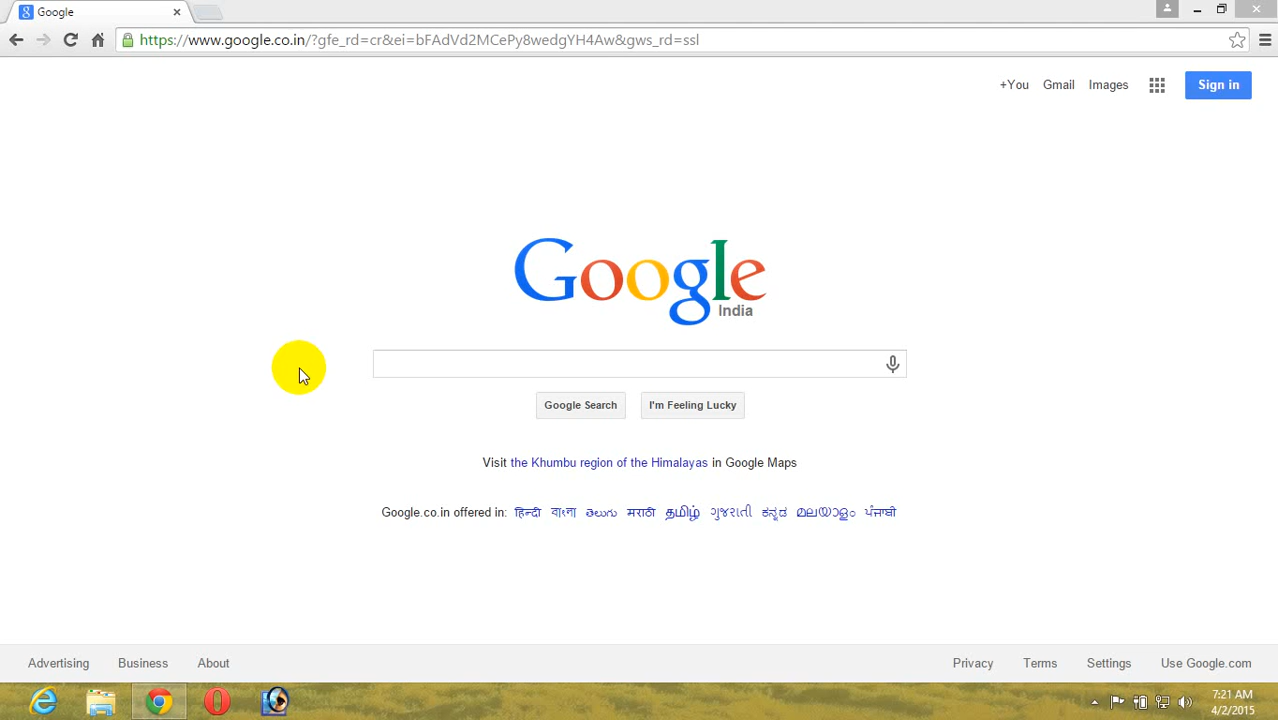 Google
https://www.google.co.in/?gfe_rd=cr&ei=bFAdVd2MCePy8wedgYH4Aw&gws_rd=ssl
+You Gmail Images Sign in
Google
India
Google Search I'm Feeling Lucky
Visit the Khumbu region of the Himalayas in Google Maps
Google.co.in offered in: हिन्दी বাংলা తెలుగు मराठी தமிழ் ગુજરાતી ಕನ್ನಡ മലയാളം ਪੰਜਾਬੀ
Advertising Business About Privacy Terms Settings Use Google.com
7:21 AM
4/2/2015